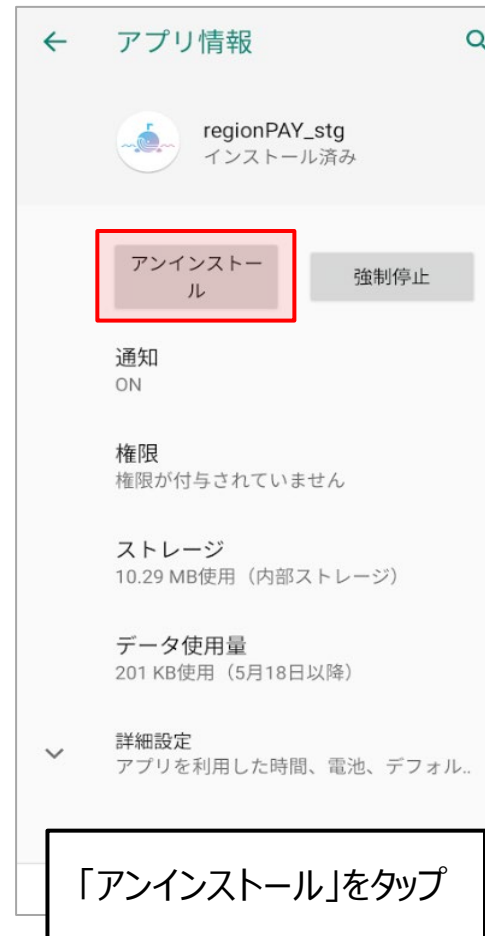 アプリ情報
regionPAY_stg
インストール済み
アンインストー
ル
強制停止
通知
ON
権限
権限が付与されていません
ストレージ
10.29 MB使用（内部ストレージ）
データ使用量
201 KB使用（5月18日以降）
詳細設定
アプリを利用した時間、電池、デフォル..
「アンインストール」をタップ